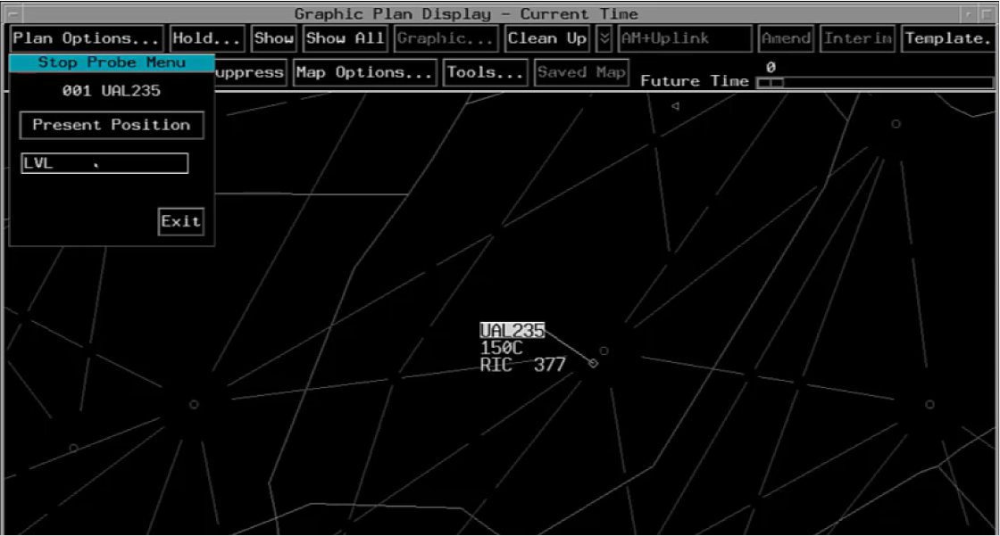 Graphic Plan Display - Current Time
Plan Options... Hold... Show Show All Graphic... Clean Up AM+Uplink Amend Interim Template.
Stop Probe Menu
uppress Map Options... Tools... Saved Map Future Time 0
001 UAL235
Present Position
LVL
Exit
UAL235
150C
RIC 377